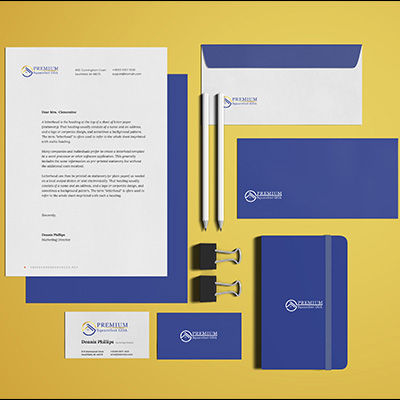 PREMIUM
Dear Mrs. Clementine
A letterhead is the heading at the top of a sheet of letter paper
(stationery). That heading usually consists of a name and an address,
and a logo or corporate design, and sometimes a background pattern.
The term "letterhead" is often used to refer to the whole sheet imprinted
with such heading.
Many companies and individuals prefer to create a letterhead template
in a word processor or other software application. This generally
includes the same information as pre-printed stationery but without
the additional costs involved.
Letterhead can then be printed on stationery (or plain paper) as needed
on a local output device or sent electronically. That heading usually
consists of a name and an address, and a logo or corporate design, and
sometimes a background pattern. The term "letterhead" is often used to
refer to the whole sheet imprinted with such a heading.
Sincerely,
Dennis Phillips
Marketing Director
PREMIUM
PREMIUM
PREMIUM
Dennis Phillips
PREMIUM
PREMIUM